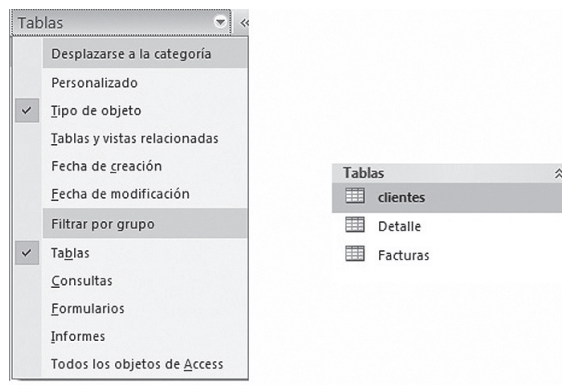 Tablas
Desplazarse a la categoría
Personalizado
Tipo de objeto
Tablas y vistas relacionadas
Fecha de creación
Fecha de modificación
Filtrar por grupo
Tablas
Consultas
Formularios
Informes
Todos los objetos de Access
Tablas
clientes
Detalle
Facturas